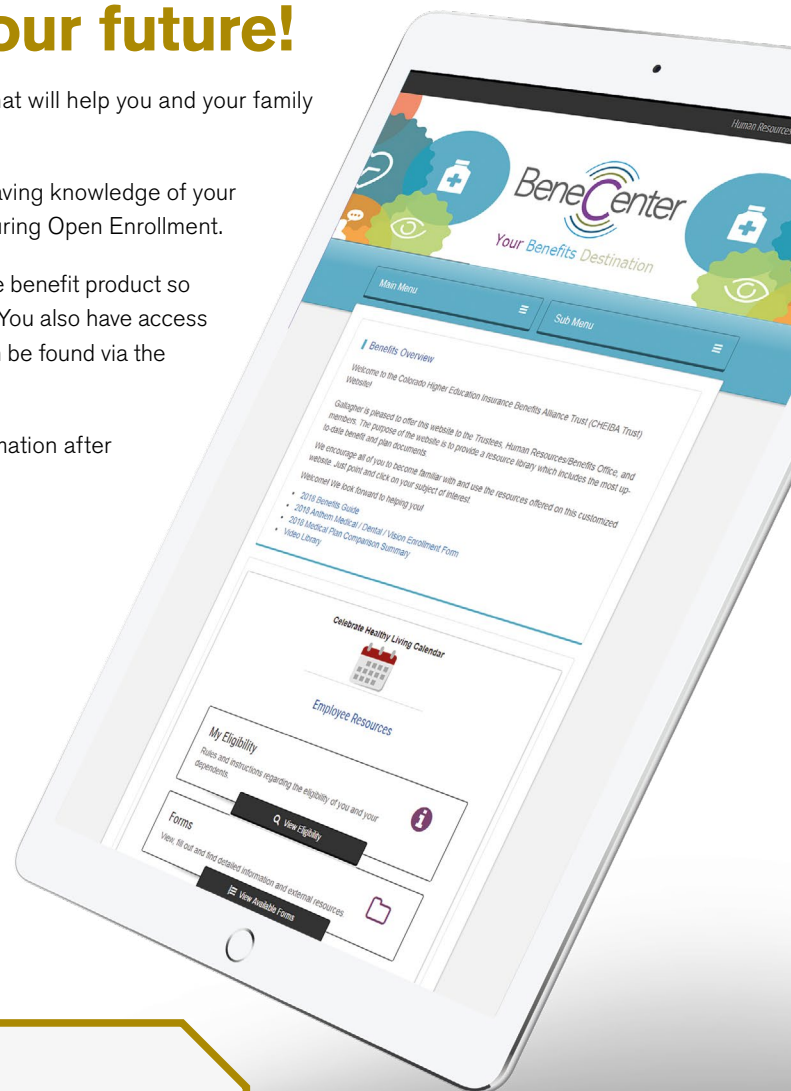 our future!
hat will help you and your family
aving knowledge of your
uring Open Enrollment.
e benefit product so
You also have access
n be found via the
mation after
Human Resources
BeneCenter
Your Benefits Destination
Main Menu
Sub Menu
Benefits Overview
Welcome to the Colorado Higher Education Insurance Benefits Alliance Trust (CHEIBA Trust)
Website!
Gallagher is pleased to offer this website to the Trustees, Human Resources/Benefits Office, and
members. The purpose of the website is to provide a resource library which includes the most up-
to-date benefit and plan documents.
We encourage all of you to become familiar with and use the resources offered on this customized
website. Just point and click on your subject of interest.
Welcome! We look forward to helping you!
• 2018 Benefits Guide
• 2018 Anthem Medical / Dental / Vision Enrollment Form
• 2018 Medical Plan Comparison Summary
• Video Library
Celebrate Healthy Living Calendar
Employee Resources
My Eligibility
Rules and instructions regarding the eligibility of you and your
dependents.
View Eligibility
Forms
View, fill out and find detailed information and external resources.
View Available Forms